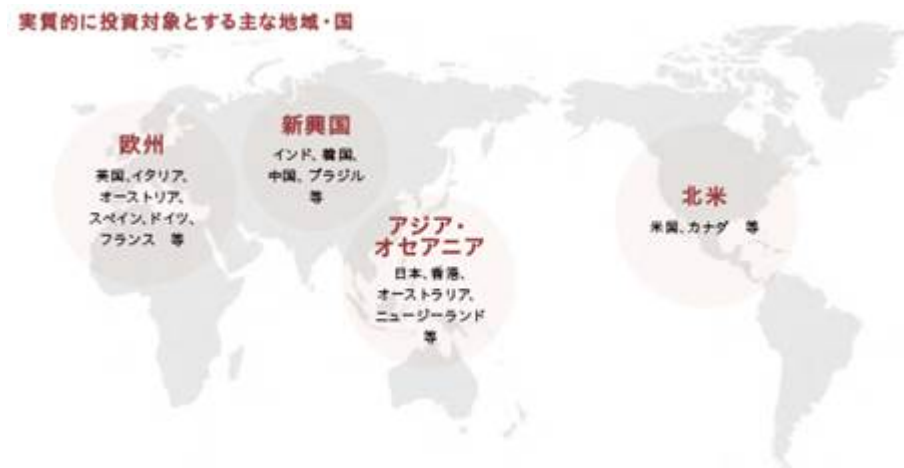 実質的に投資対象とする主な地域・国
欧州
英国、イタリア、
オーストリア、
スペイン、ドイツ、
フランス 等
新興国
インド、韓国、
中国、ブラジル
等
アジア・
オセアニア
日本、香港、
オーストラリア、
ニュージーランド
等
北米
米国、カナダ 等